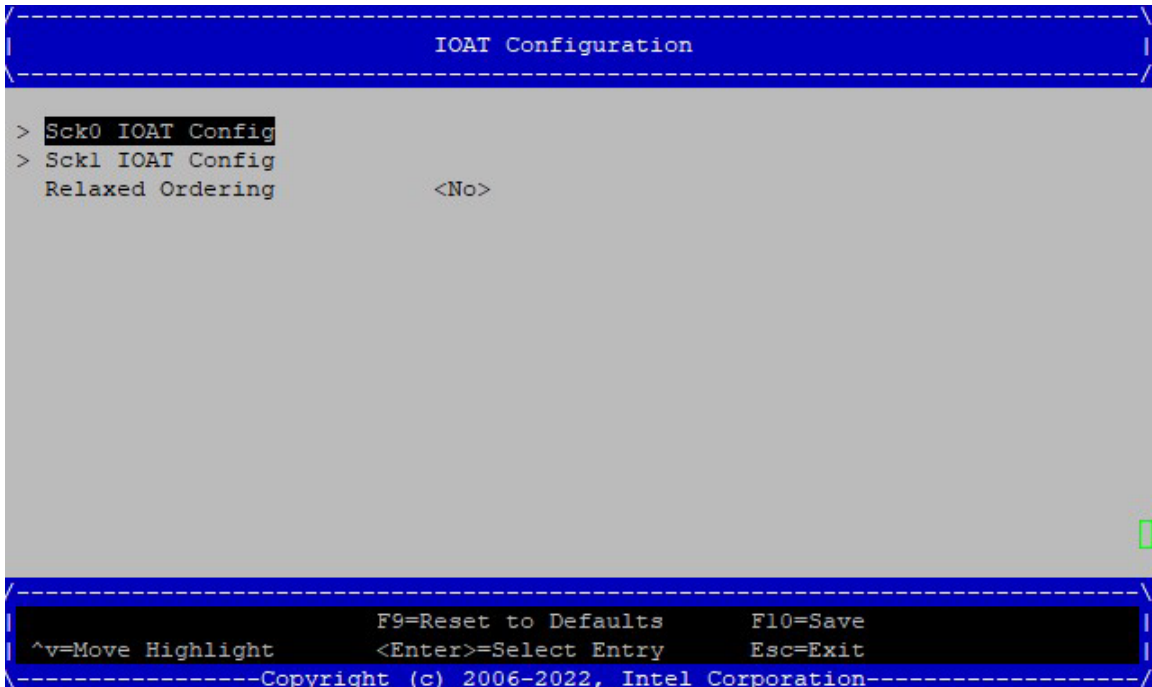 /------------------------------------------------------------------------------\
| IOAT Configuration |
\------------------------------------------------------------------------------/
> Sck0 IOAT Config
> Sck1 IOAT Config
Relaxed Ordering <No>
/------------------------------------------------------------------------------\
| F9=Reset to Defaults F10=Save |
| ^v=Move Highlight <Enter>=Select Entry Esc=Exit |
\-----------------Copyright (c) 2006-2022, Intel Corporation-------------------/